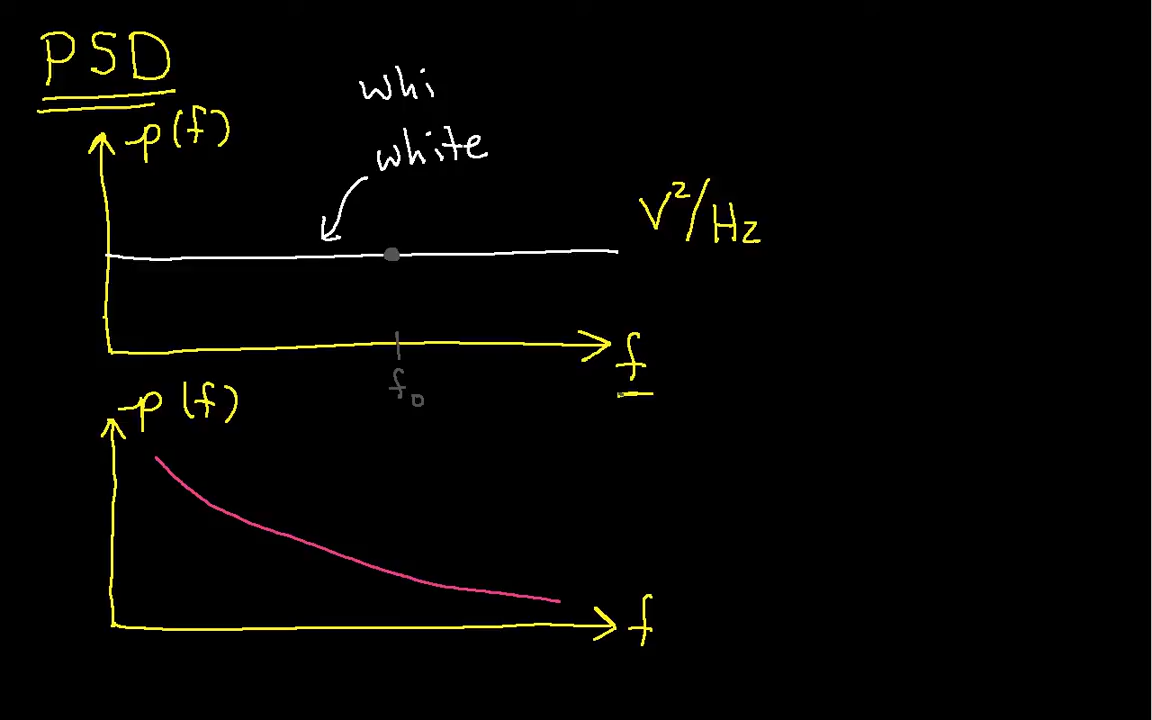 PSD
whi
p(f)
white
V²/Hz
f
f₀
p(f)
f